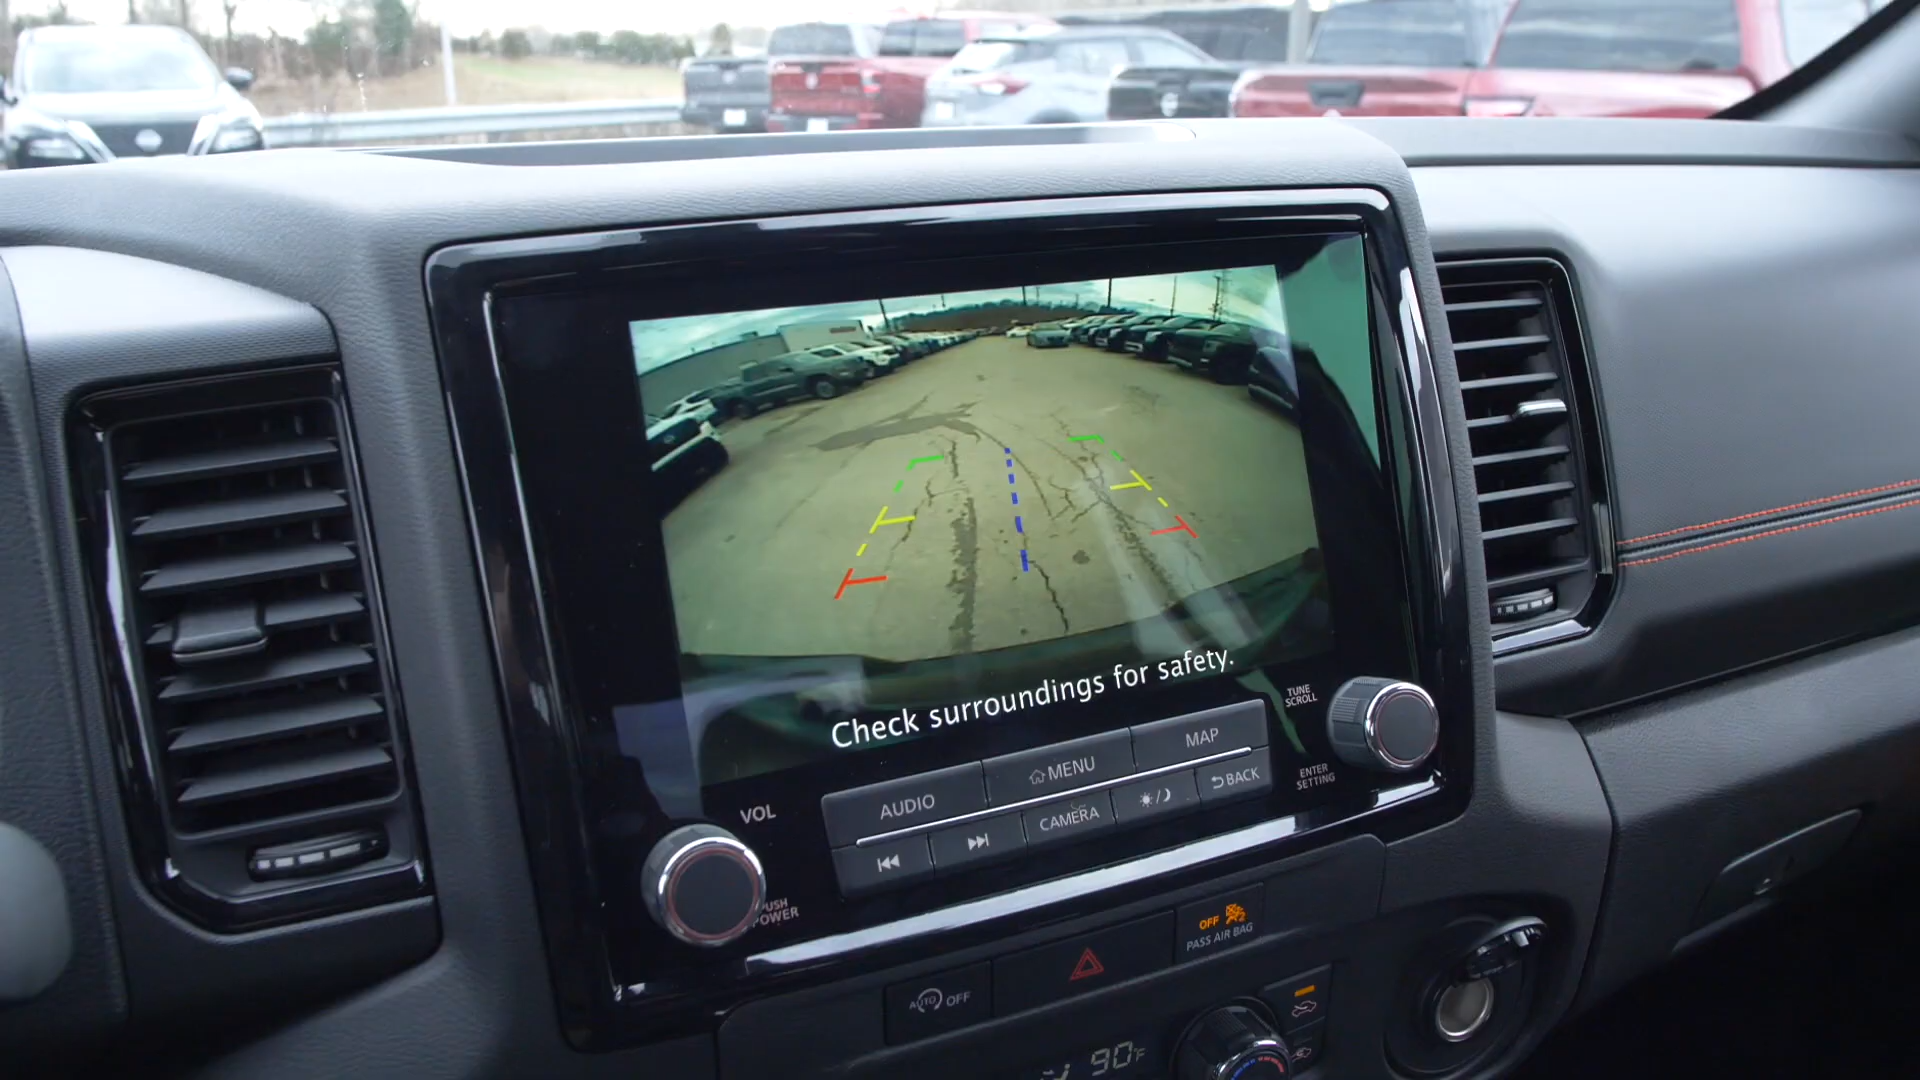 Check surroundings for safety.
TUNE
SCROLL
AUDIO
MENU
MAP
VOL
CAMERA
BACK
ENTER
SETTING
PUSH
POWER
OFF
PASS AIR BAG
AUTO OFF
90°F